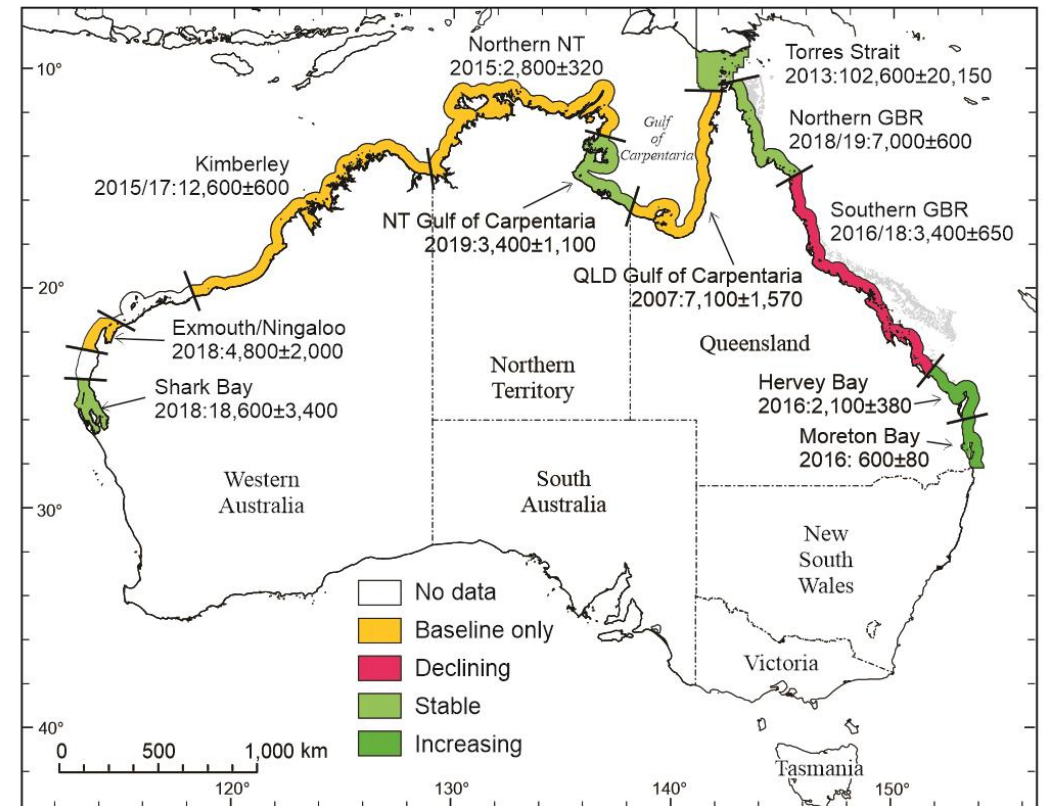 Northern NT
2015:2,800±320
Torres Strait
2013:102,600±20,150
Northern GBR
2018/19:7,000±600
Gulf
of
Carpentaria
Kimberley
2015/17:12,600±600
NT Gulf of Carpentaria
2019:3,400±1,100
Southern GBR
2016/18:3,400±650
QLD Gulf of Carpentaria
2007:7,100±1,570
Exmouth/Ningaloo
2018:4,800±2,000
Shark Bay
2018:18,600±3,400
Northern
Territory
Queensland
Hervey Bay
2016:2,100±380
Moreton Bay
2016: 600±80
Western
Australia
South
Australia
New
South
Wales
Victoria
Tasmania
No data
Baseline only
Declining
Stable
Increasing
0 500 1,000 km
10°
20°
30°
40°
120° 130° 140° 150°